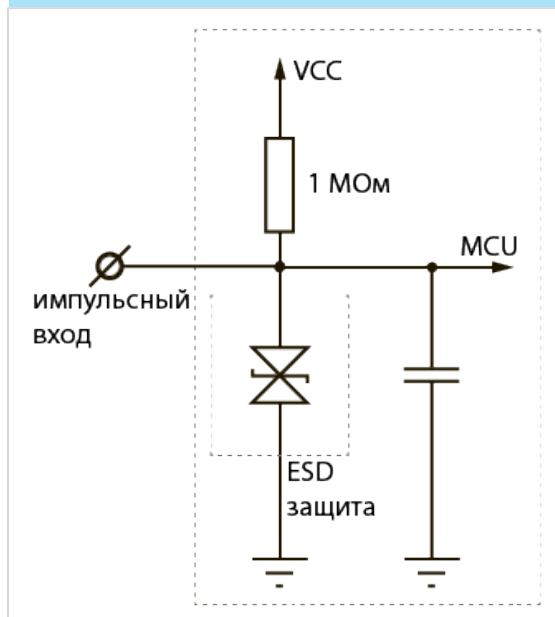 VCC
1 МОм
MCU
импульсный
вход
ESD
защита